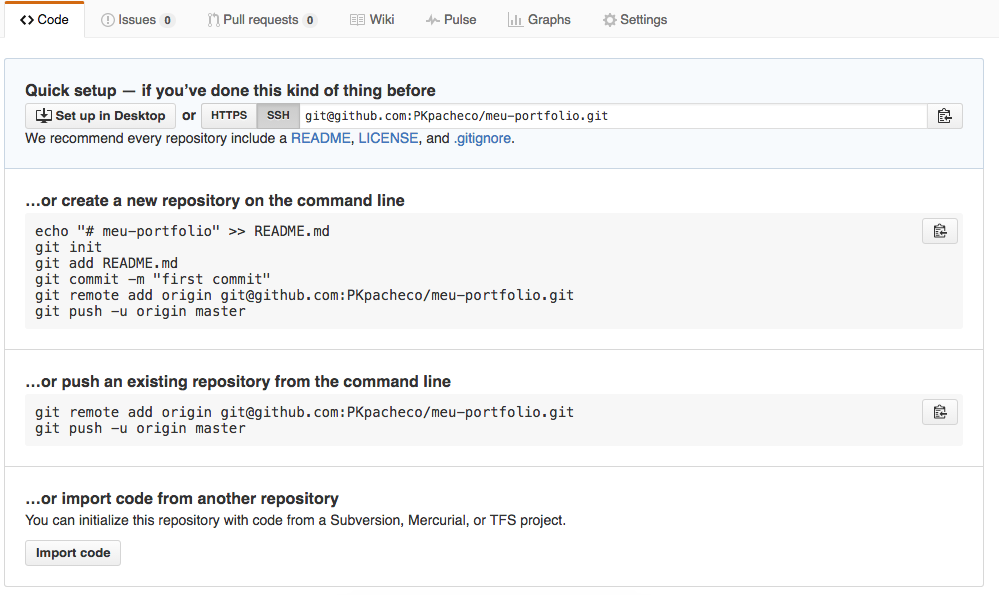 <> Code Issues 0 Pull requests 0 Wiki Pulse Graphs Settings
Quick setup — if you’ve done this kind of thing before
Set up in Desktop or HTTPS SSH git@github.com:PKpacheco/meu-portfolio.git
We recommend every repository include a README, LICENSE, and .gitignore.
…or create a new repository on the command line
echo "# meu-portfolio" >> README.md
git init
git add README.md
git commit -m "first commit"
git remote add origin git@github.com:PKpacheco/meu-portfolio.git
git push -u origin master
…or push an existing repository from the command line
git remote add origin git@github.com:PKpacheco/meu-portfolio.git
git push -u origin master
…or import code from another repository
You can initialize this repository with code from a Subversion, Mercurial, or TFS project.
Import code